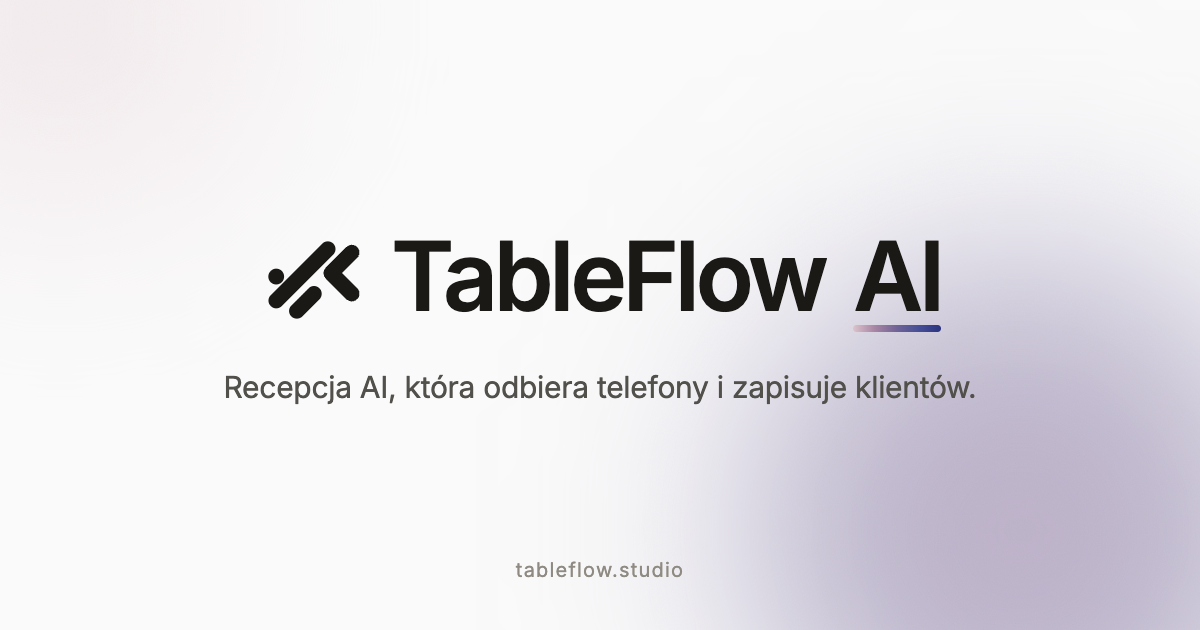 TableFlow AI
Recepcja AI, która odbiera telefony i zapisuje klientów.
tableflow.studio